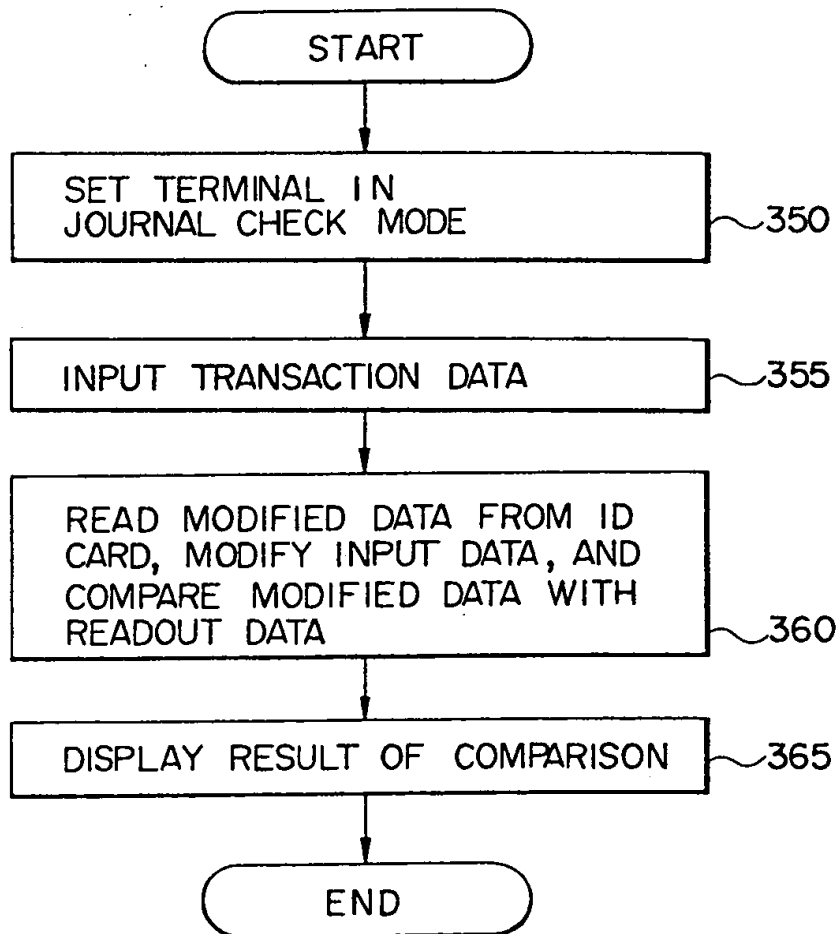 START
SET TERMINAL IN
JOURNAL CHECK MODE
350
INPUT TRANSACTION DATA
355
READ MODIFIED DATA FROM ID
CARD, MODIFY INPUT DATA, AND
COMPARE MODIFIED DATA WITH
READOUT DATA
360
DISPLAY RESULT OF COMPARISON
365
END